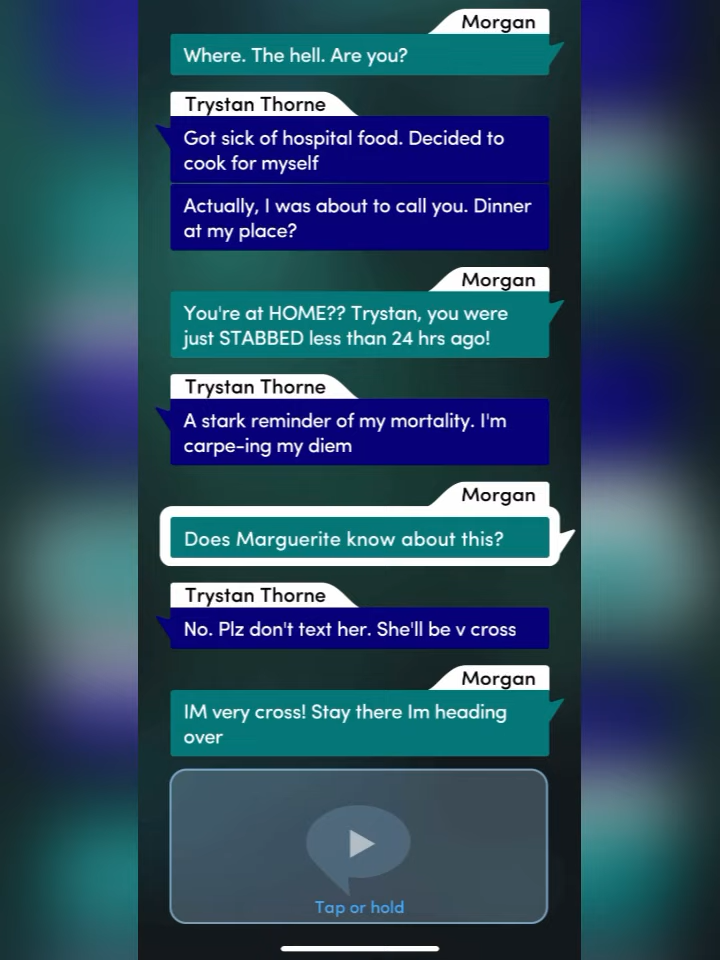 Morgan
Where. The hell. Are you?
Trystan Thorne
Got sick of hospital food. Decided to
cook for myself
Actually, I was about to call you. Dinner
at my place?
Morgan
You're at HOME?? Trystan, you were
just STABBED less than 24 hrs ago!
Trystan Thorne
A stark reminder of my mortality. I'm
carpe-ing my diem
Morgan
Does Marguerite know about this?
Trystan Thorne
No. Plz don't text her. She'll be v cross
Morgan
IM very cross! Stay there Im heading
over
Tap or hold